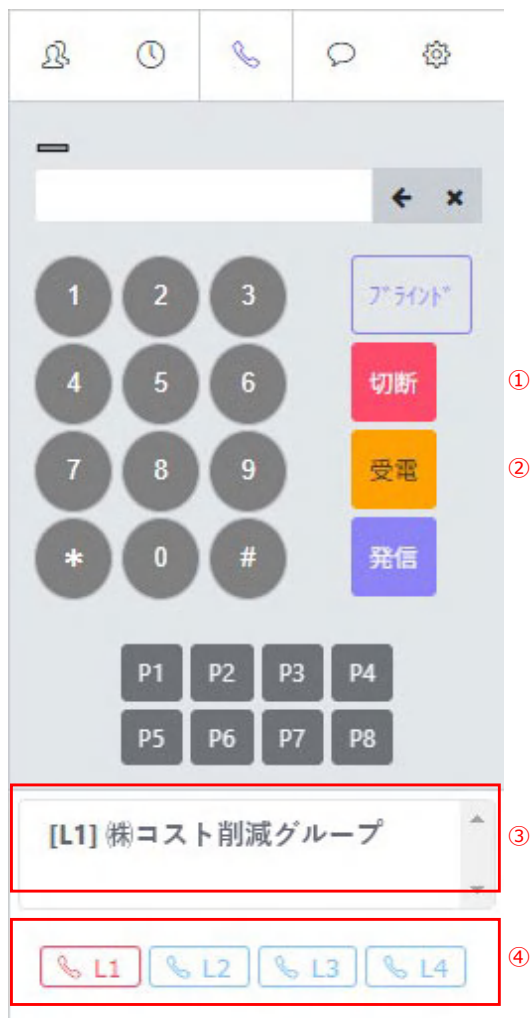 1 2 3 ブラインド
4 5 6 切断 ①
7 8 9 受電 ②
* 0 # 発信
P1 P2 P3 P4
P5 P6 P7 P8
[L1] ㈱コスト削減グループ ③
L1 L2 L3 L4 ④